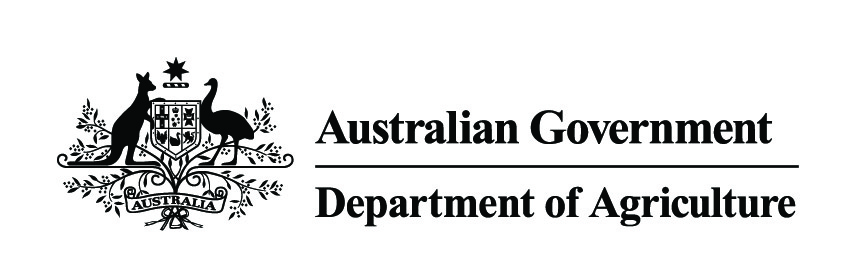 Australian Government
Department of Agriculture
AUSTRALIA